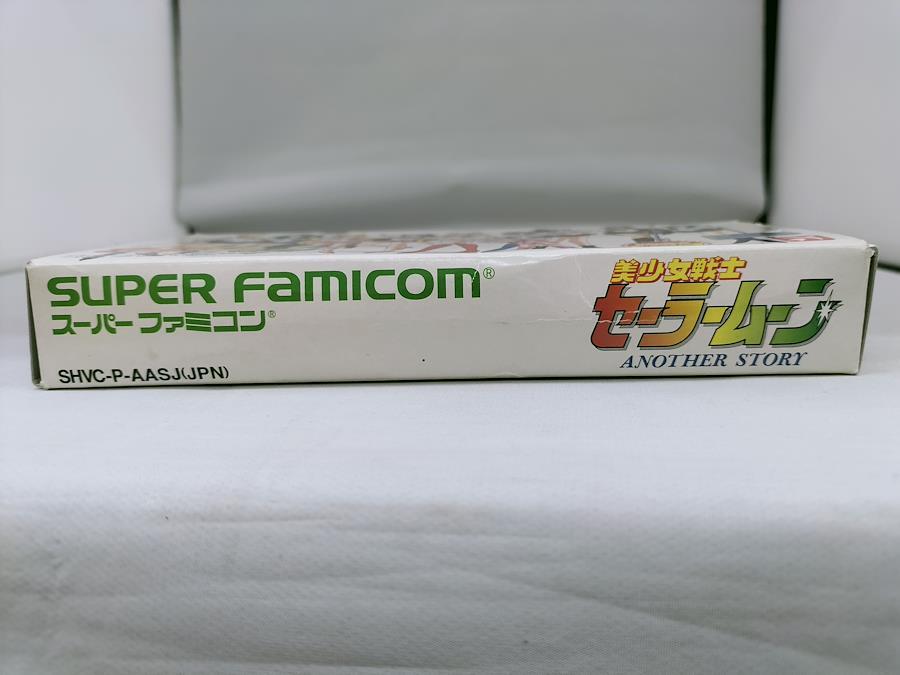 SUPER FAMICOM®
スーパーファミコン®
SHVC-P-AASJ(JPN)
美少女戦士
セーラームーン
ANOTHER STORY